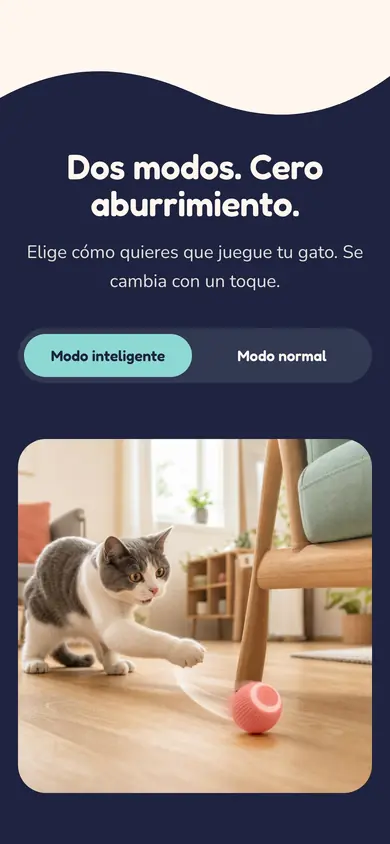 Dos modos. Cero
aburrimiento.
Elige cómo quieres que juegue tu gato. Se
cambia con un toque.
Modo inteligente
Modo normal